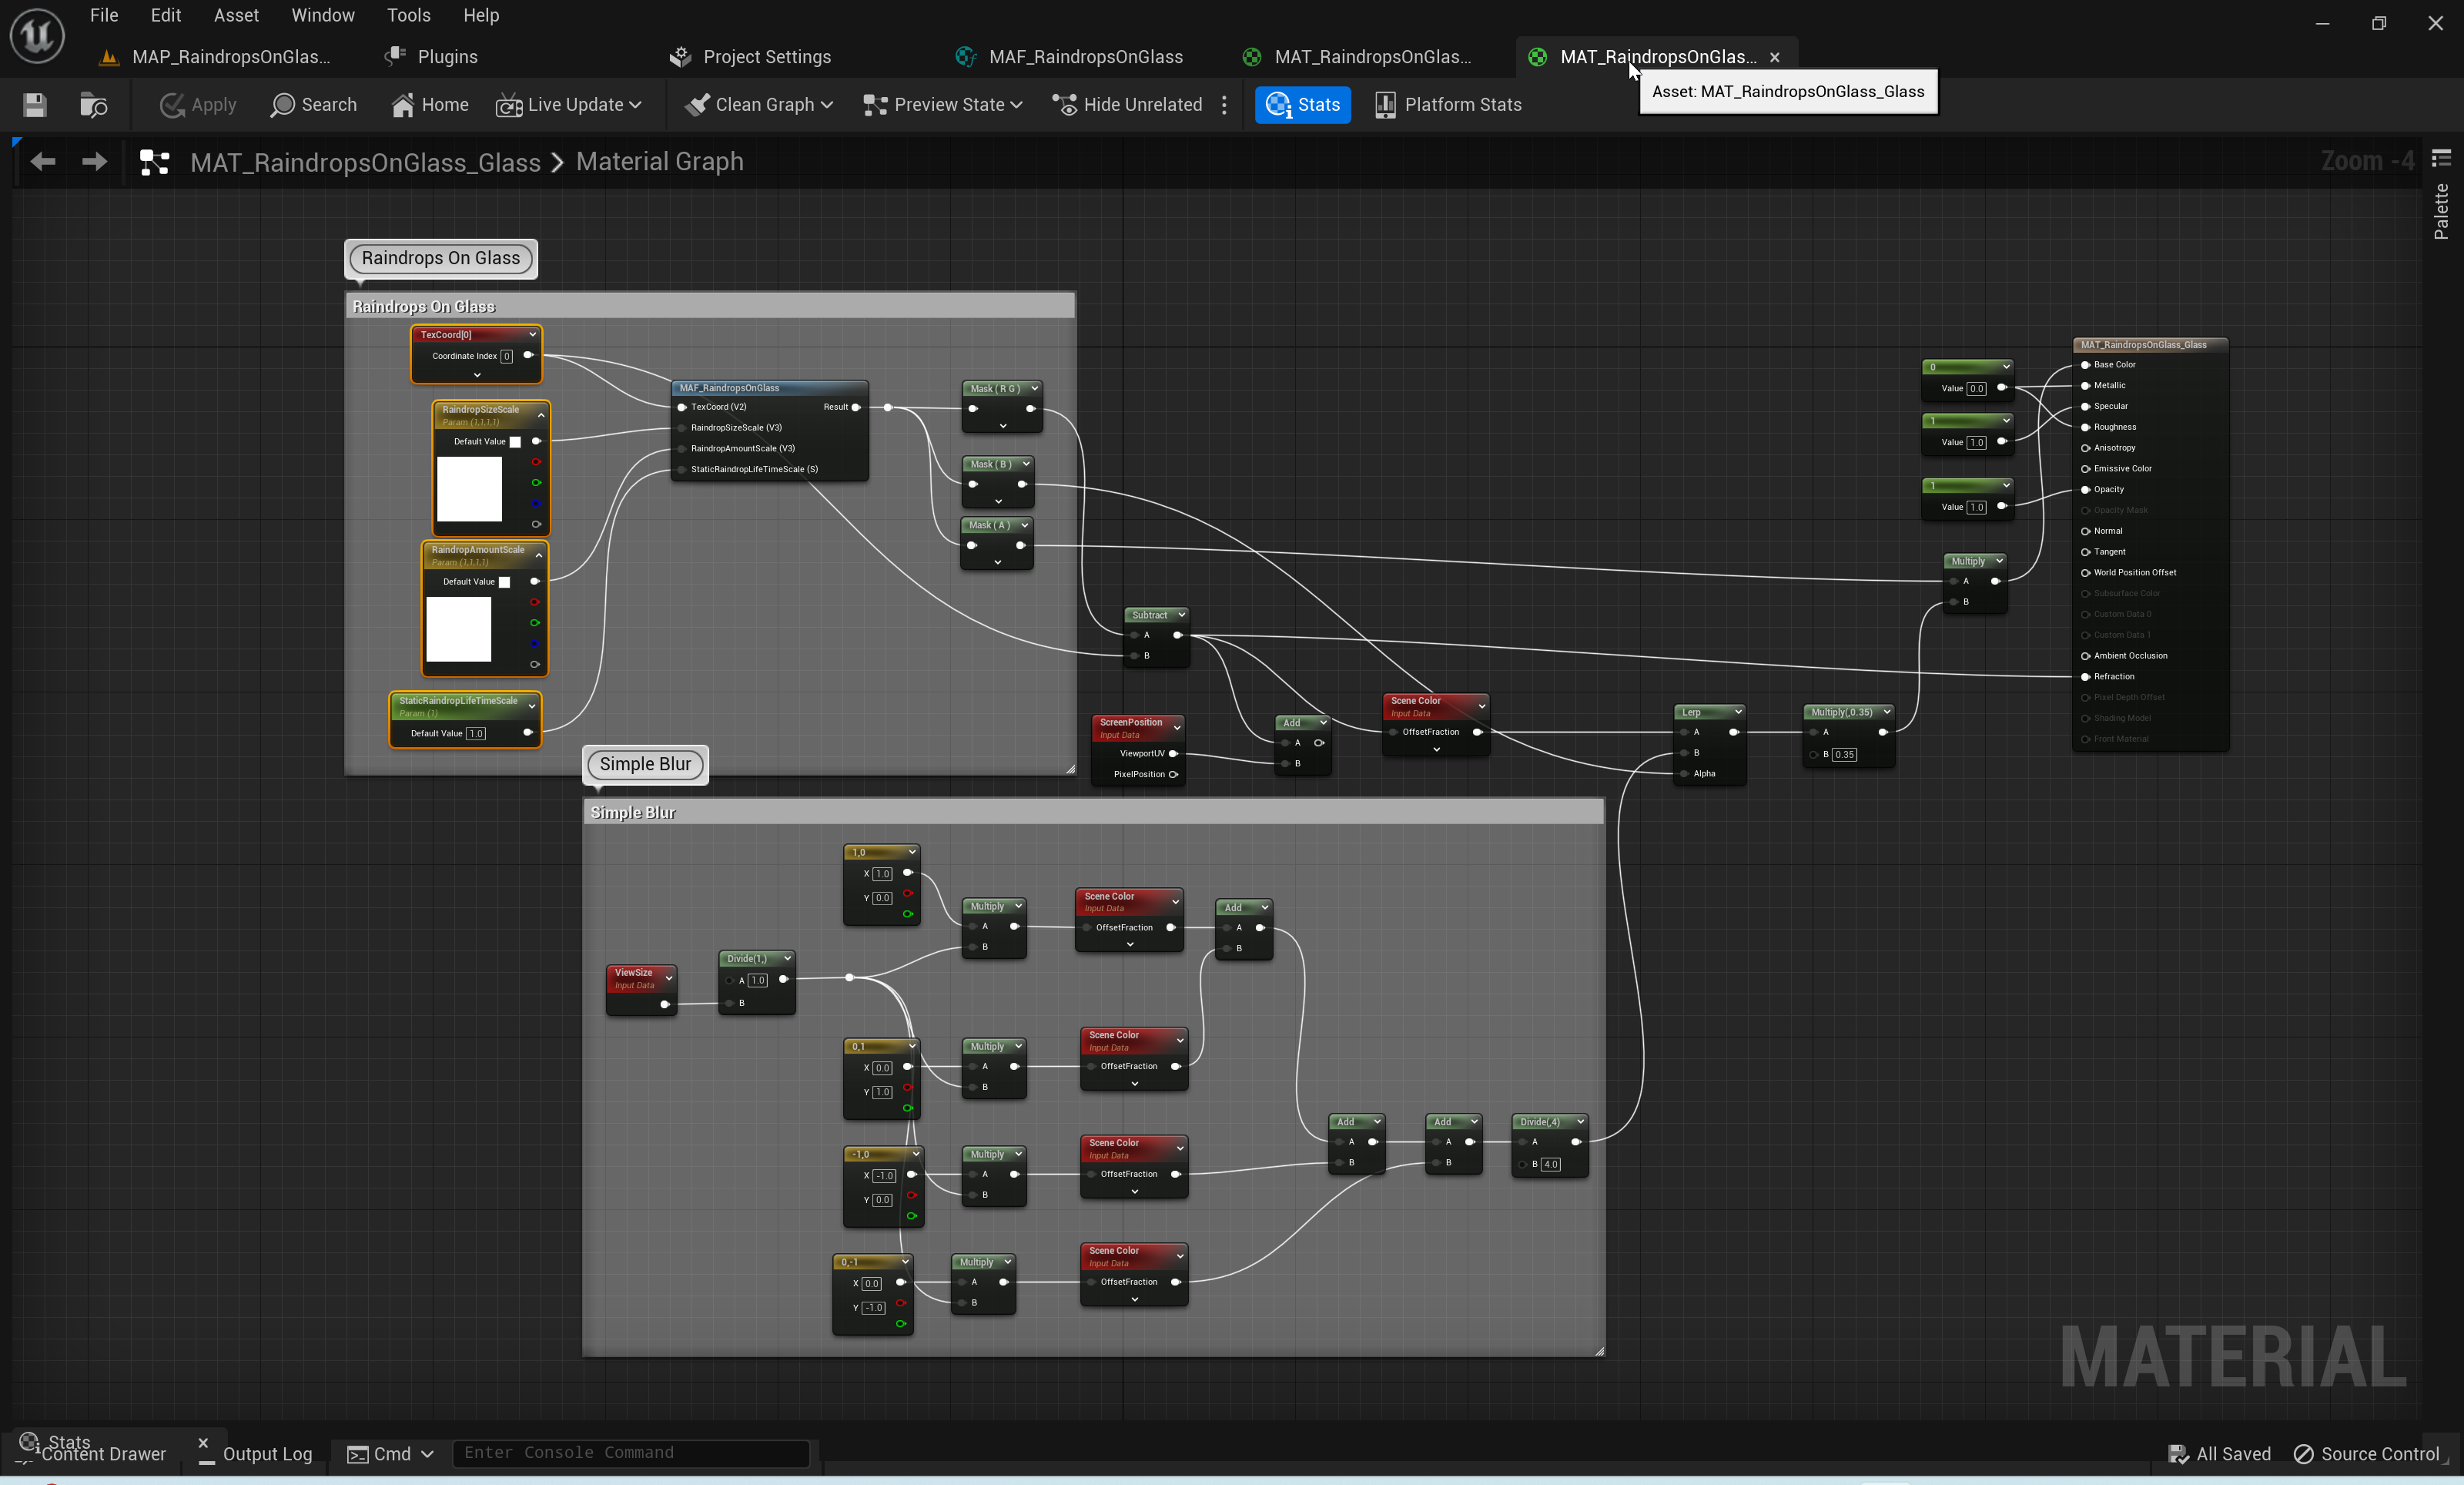 File Edit Asset Window Tools Help
MAP_RaindropsOnGlas... Plugins Project Settings MAF_RaindropsOnGlass MAT_RaindropsOnGlas... MAT_RaindropsOnGlas...
Apply Search Home Live Update Clean Graph Preview State Hide Unrelated Stats Platform Stats
Asset: MAT_RaindropsOnGlass_Glass
MAT_RaindropsOnGlass_Glass Material Graph
Zoom -4
Palette
Raindrops On Glass
Raindrops On Glass
TexCoord[0]
Coordinate Index 0
RaindropSizeScale
Param (1,1,1,1)
Default Value
RaindropAmountScale
Param (1,1,1,1)
Default Value
StaticRaindropLifeTimeScale
Param (1)
Default Value 1.0
MAF_RaindropsOnGlass
TexCoord (V2) Result
RaindropSizeScale (V3)
RaindropAmountScale (V3)
StaticRaindropLifeTimeScale (S)
Mask ( R G )
Mask ( B )
Mask ( A )
Subtract
A
B
ScreenPosition
Input Data
ViewportUV
PixelPosition
Add
A
B
Scene Color
Input Data
OffsetFraction
Lerp
A
B
Alpha
Multiply(,0.35)
A
B 0.35
Multiply
A
B
0
Value 0.0
1
Value 1.0
1
Value 1.0
MAT_RaindropsOnGlass_Glass
Base Color
Metallic
Specular
Roughness
Anisotropy
Emissive Color
Opacity
Opacity Mask
Normal
Tangent
World Position Offset
Subsurface Color
Custom Data 0
Custom Data 1
Ambient Occlusion
Refraction
Pixel Depth Offset
Shading Model
Front Material
Simple Blur
Simple Blur
ViewSize
Input Data
Divide(1,)
A 1.0
B
1,0
X 1.0
Y 0.0
Multiply
A
B
Scene Color
Input Data
OffsetFraction
Add
A
B
0,1
X 0.0
Y 1.0
Multiply
A
B
Scene Color
Input Data
OffsetFraction
-1,0
X -1.0
Y 0.0
Multiply
A
B
Scene Color
Input Data
OffsetFraction
0,-1
X 0.0
Y -1.0
Multiply
A
B
Scene Color
Input Data
OffsetFraction
Add
A
B
Add
A
B
Divide(,4)
A
B 4.0
MATERIAL
Stats
Content Drawer Output Log Cmd Enter Console Command All Saved Source Control